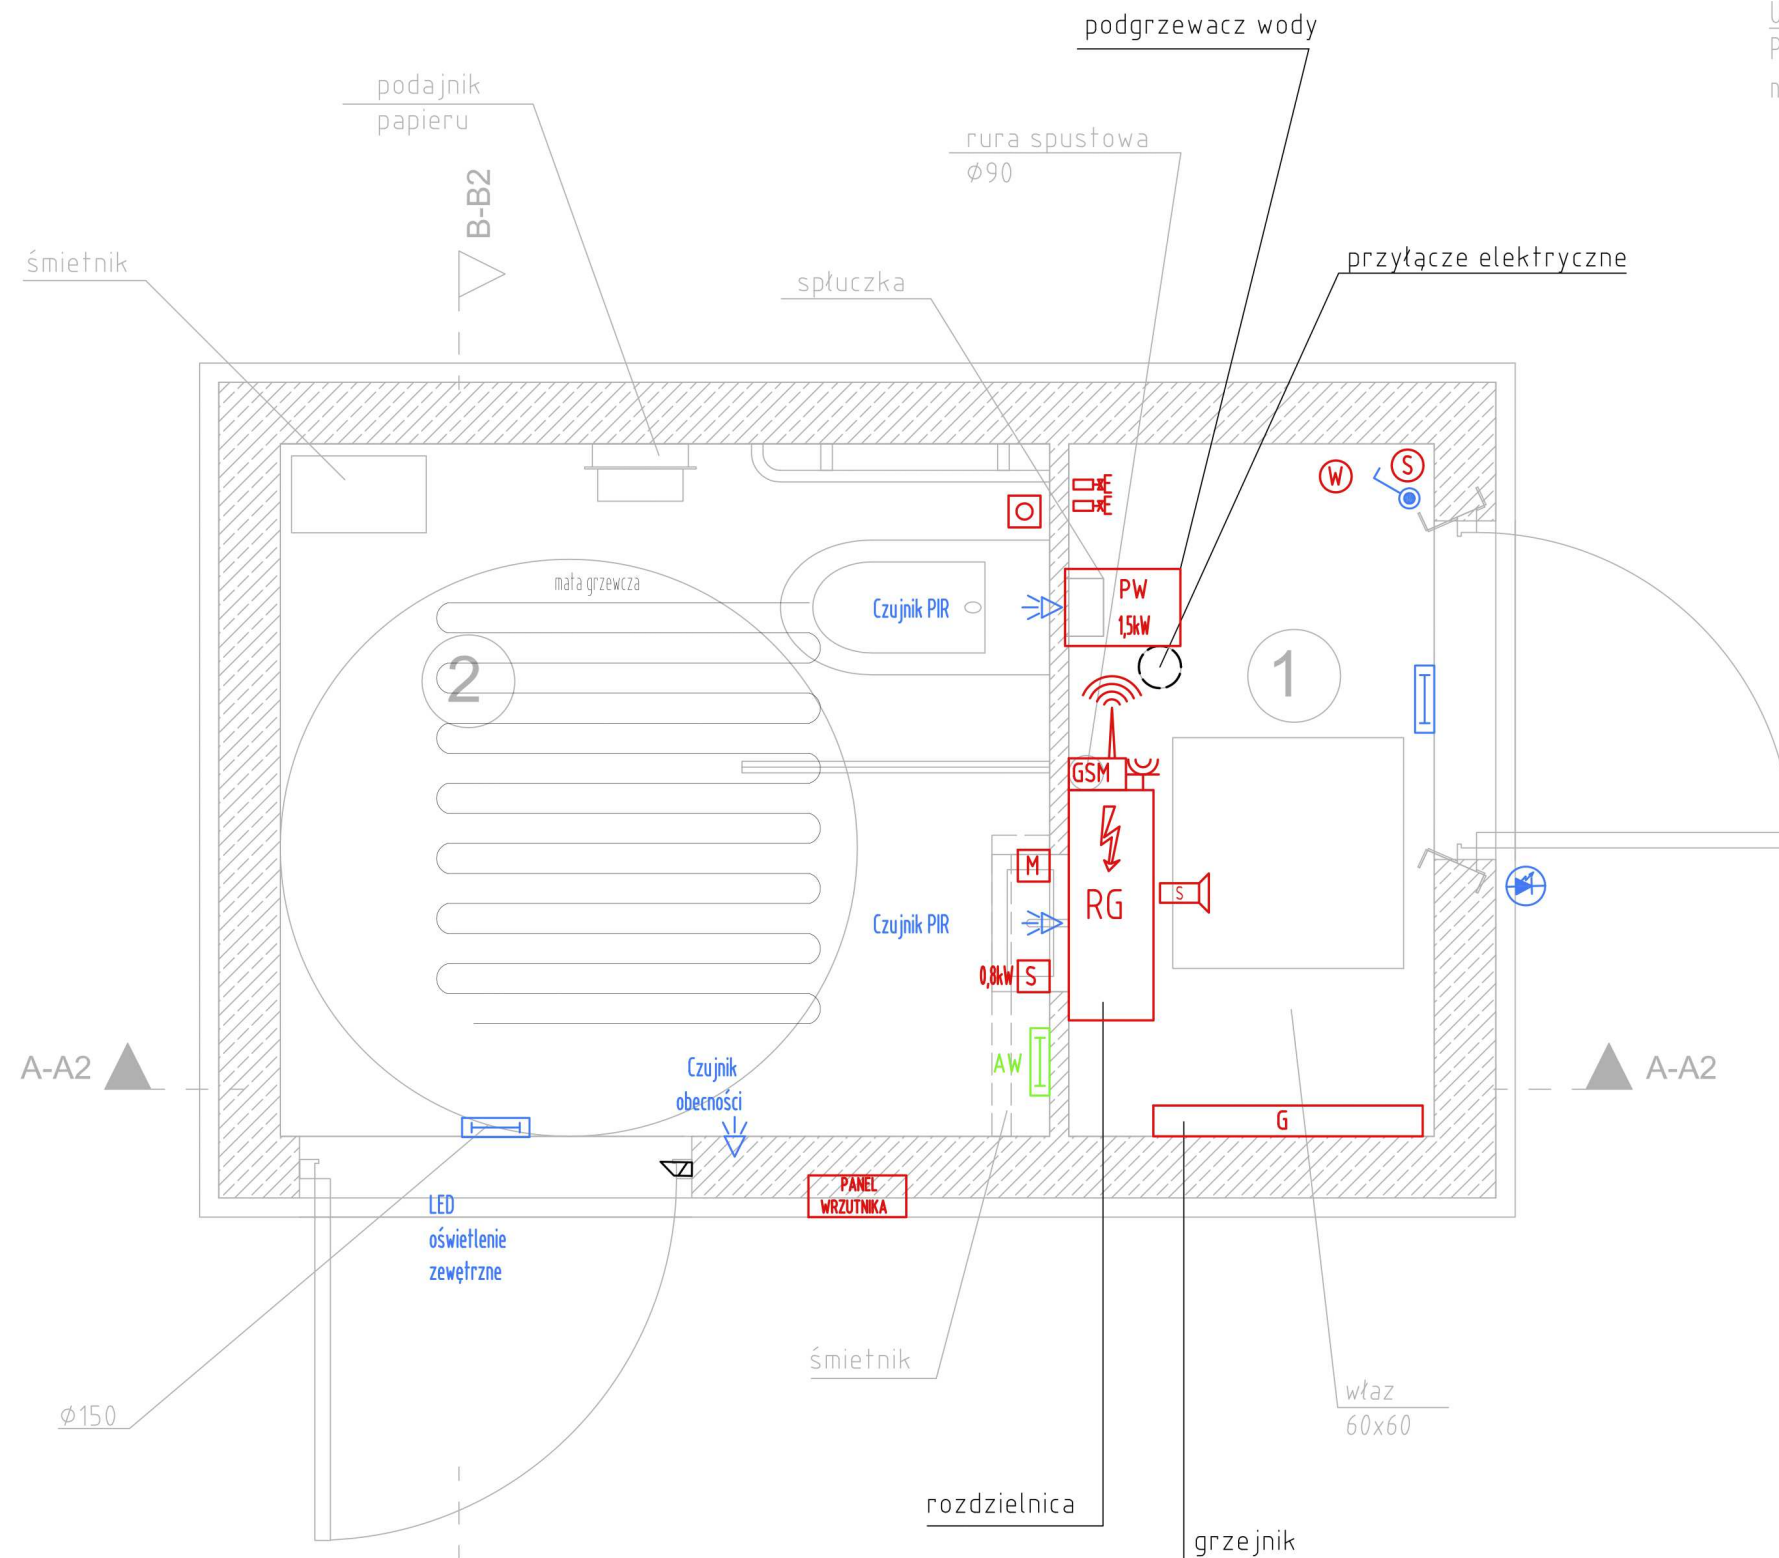 podgrzewacz wody
podajnik
papieru
rura spustowa
Ø90
B-B2
śmietnik
spłuczka
przyłącze elektryczne
W
S
mata grzewcza
Czujnik PIR
PW
1,5kW
2
1
GSM
M
RG
S
Czujnik PIR
0,8kW
S
AW
Czujnik
obecności
A-A2
A-A2
G
PANEL
WRZUTNIKA
LED
oświetlenie
zewętrzne
śmietnik
Ø150
właz
60x60
rozdzielnica
grzejnik